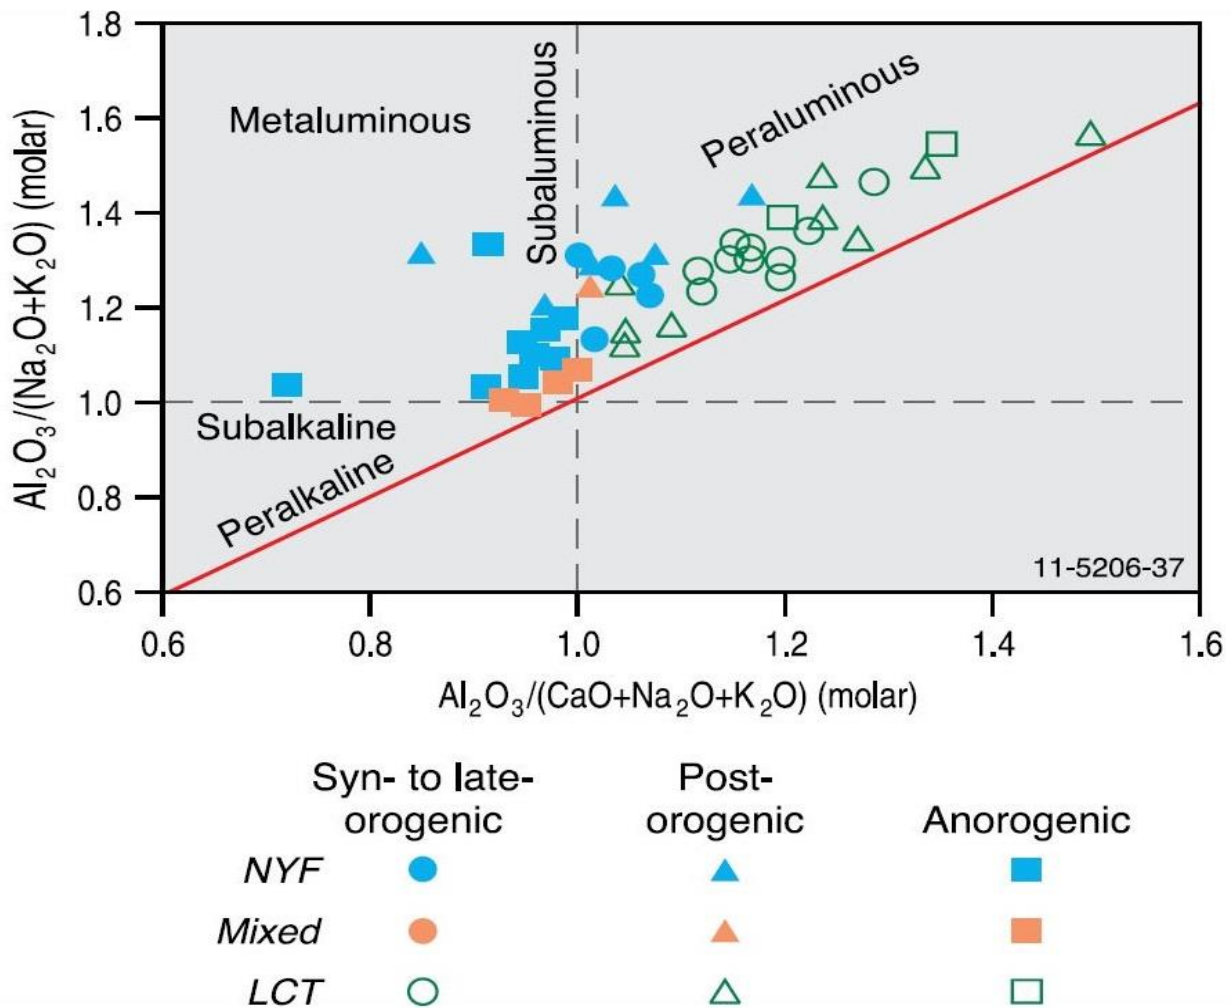 1.8
1.6
1.4
1.2
1.0
0.8
0.6
Al₂O₃/(Na₂O+K₂O) (molar)
Metaluminous
Subaluminous
Peraluminous
Subalkaline
Peralkaline
11-5206-37
0.6 0.8 1.0 1.2 1.4 1.6
Al₂O₃/(CaO+Na₂O+K₂O) (molar)
Syn- to late- Post-
orogenic orogenic Anorogenic
NYF
Mixed
LCT